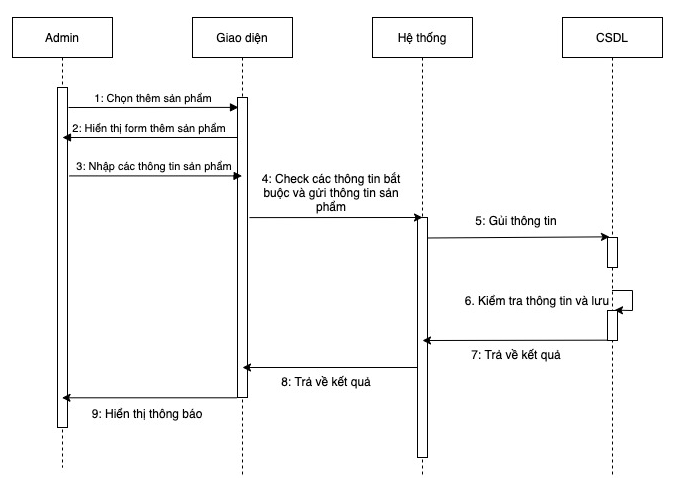 Admin
Giao diện
Hệ thống
CSDL
1: Chọn thêm sản phẩm
2: Hiển thị form thêm sản phẩm
3: Nhập các thông tin sản phẩm
4: Check các thông tin bắt
buộc và gửi thông tin sản
phẩm
5: Gủi thông tin
6. Kiểm tra thông tin và lưu
7: Trả về kết quả
8: Trả về kết quả
9: Hiển thị thông báo